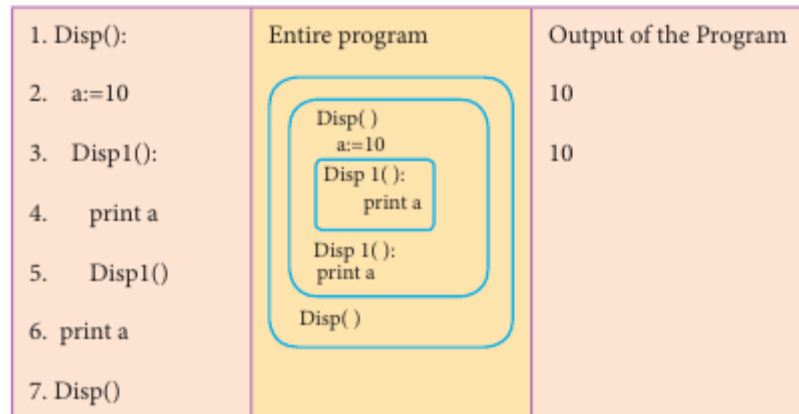 1. Disp():
2. a:=10
3. Disp1():
4. print a
5. Disp1()
6. print a
7. Disp()
Entire program
Disp( )
a:=10
Disp 1( ):
print a
Disp 1( ):
print a
Disp( )
Output of the Program
10
10